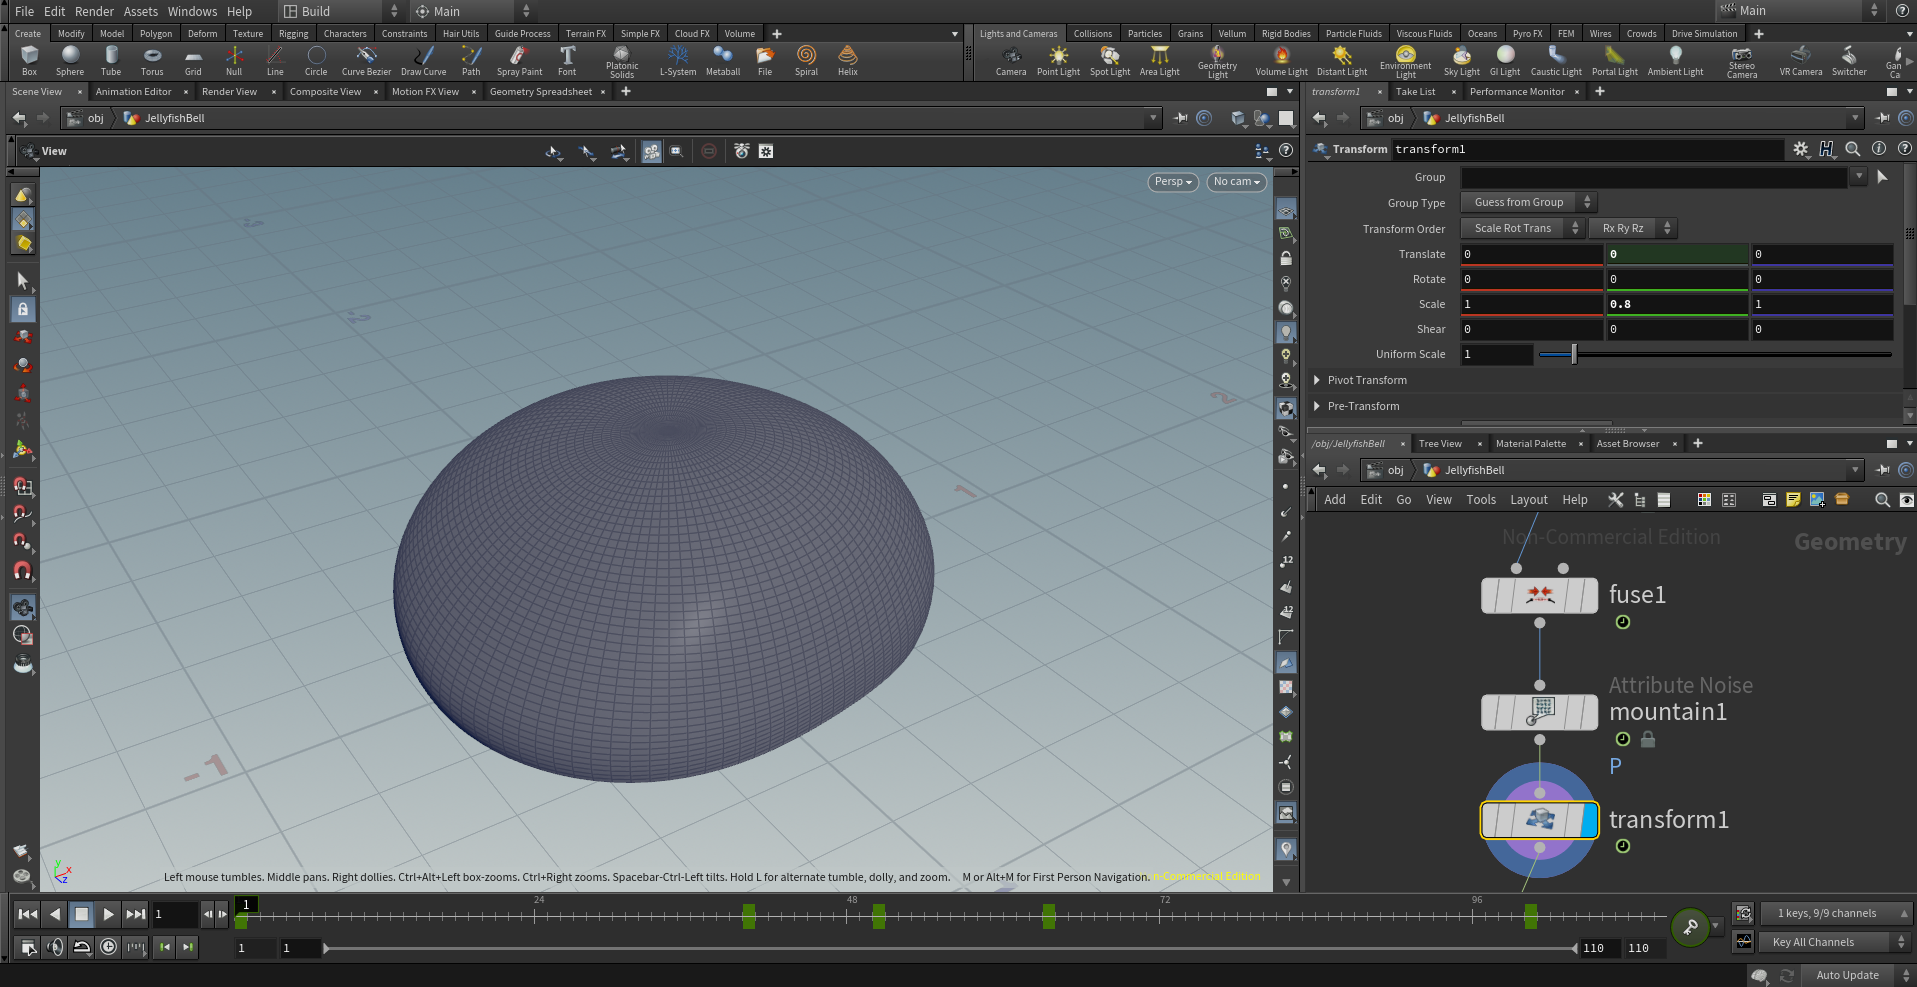 File Edit Render Assets Windows Help Build Main Main
Create Modify Model Polygon Deform Texture Rigging Characters Constraints Hair Utils Guide Process Terrain FX Simple FX Cloud FX Volume
Lights and Cameras Collisions Particles Grains Vellum Rigid Bodies Particle Fluids Viscous Fluids Oceans Pyro FX FEM Wires Crowds Drive Simulation
Box Sphere Tube Torus Grid Null Line Circle Curve Bezier Draw Curve Path Spray Paint Font Platonic Solids L-System Metaball File Spiral Helix
Camera Point Light Spot Light Area Light Geometry Light Volume Light Distant Light Environment Light Sky Light GI Light Caustic Light Portal Light Ambient Light Stereo Camera VR Camera Switcher Gan Ca
Scene View Animation Editor Render View Composite View Motion FX View Geometry Spreadsheet
obj JellyfishBell
View
Persp No cam
2
1
-1
y
x
z
Left mouse tumbles. Middle pans. Right dollies. Ctrl+Alt+Left box-zooms. Ctrl+Right zooms. Spacebar-Ctrl-Left tilts. Hold L for alternate tumble, dolly, and zoom. M or Alt+M for First Person Navigation.
n-Commercial Edition
12
12
transform1 Take List Performance Monitor
obj JellyfishBell
Transform transform1
Group
Group Type Guess from Group
Transform Order Scale Rot Trans Rx Ry Rz
Translate 0 0 0
Rotate 0 0 0
Scale 1 0.8 1
Shear 0 0 0
Uniform Scale 1
Pivot Transform
Pre-Transform
/obj/JellyfishBell Tree View Material Palette Asset Browser
obj JellyfishBell
Add Edit Go View Tools Layout Help
Non-Commercial Edition
Geometry
fuse1
Attribute Noise
mountain1
P
transform1
1 1 24 48 72 96
1 keys, 9/9 channels
1 1 110 110
Key All Channels
Auto Update